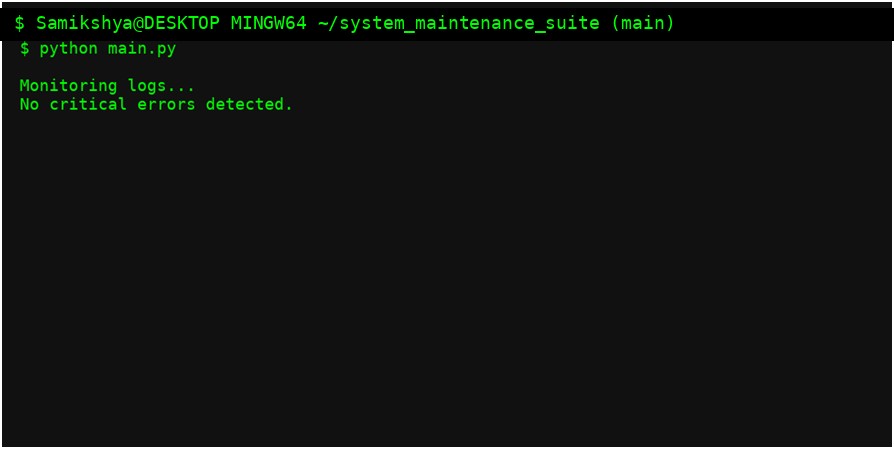 $ Samikshya@DESKTOP MINGW64 ~/system_maintenance_suite (main)
$ python main.py
Monitoring logs...
No critical errors detected.